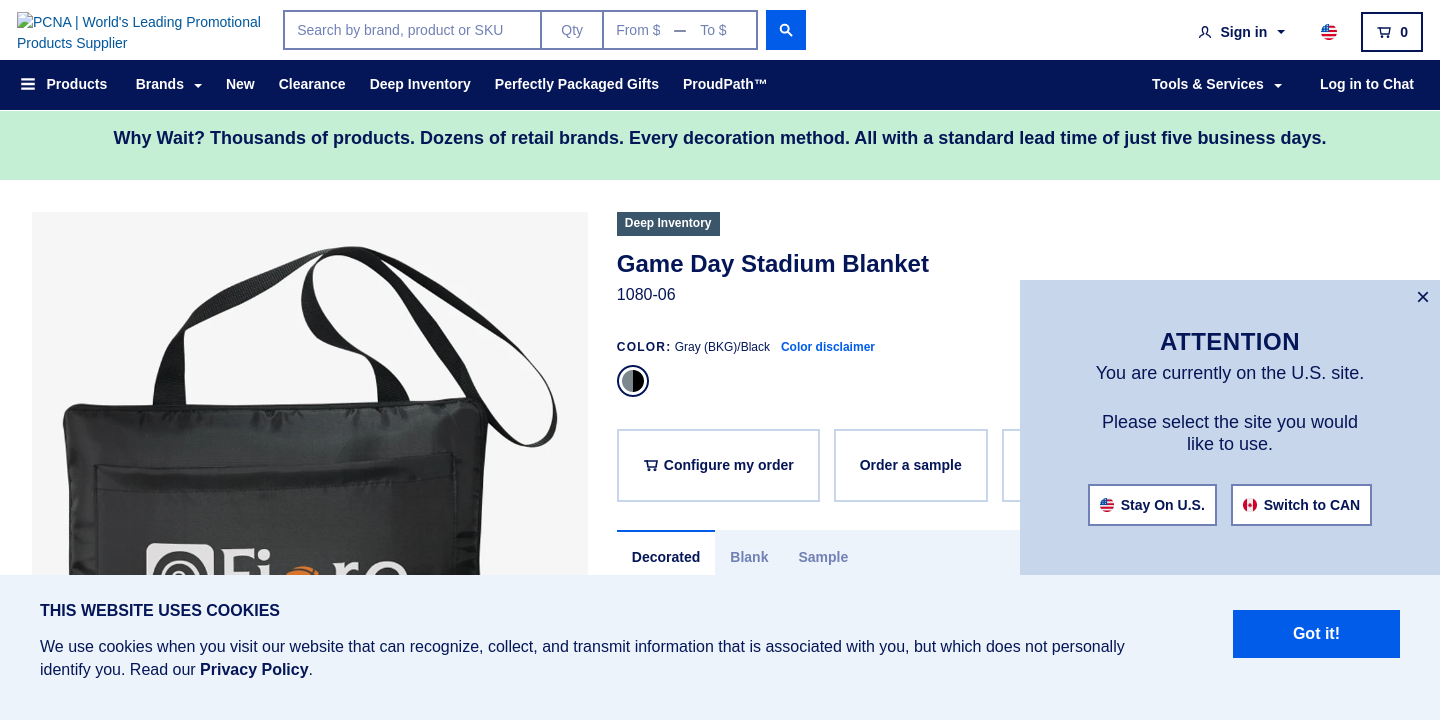 PCNA | World's Leading Promotional
Products Supplier
Search by brand, product or SKU
Qty
From $
To $
Sign in
0
Products
Brands
New
Clearance
Deep Inventory
Perfectly Packaged Gifts
ProudPath™
Tools & Services
Log in to Chat
Why Wait? Thousands of products. Dozens of retail brands. Every decoration method. All with a standard lead time of just five business days.
Deep Inventory
Game Day Stadium Blanket
1080-06
COLOR: Gray (BKG)/Black Color disclaimer
Configure my order
Order a sample
Decorated
Blank
Sample
ATTENTION
You are currently on the U.S. site.
Please select the site you would
like to use.
Stay On U.S.
Switch to CAN
THIS WEBSITE USES COOKIES
We use cookies when you visit our website that can recognize, collect, and transmit information that is associated with you, but which does not personally
identify you. Read our Privacy Policy.
Got it!